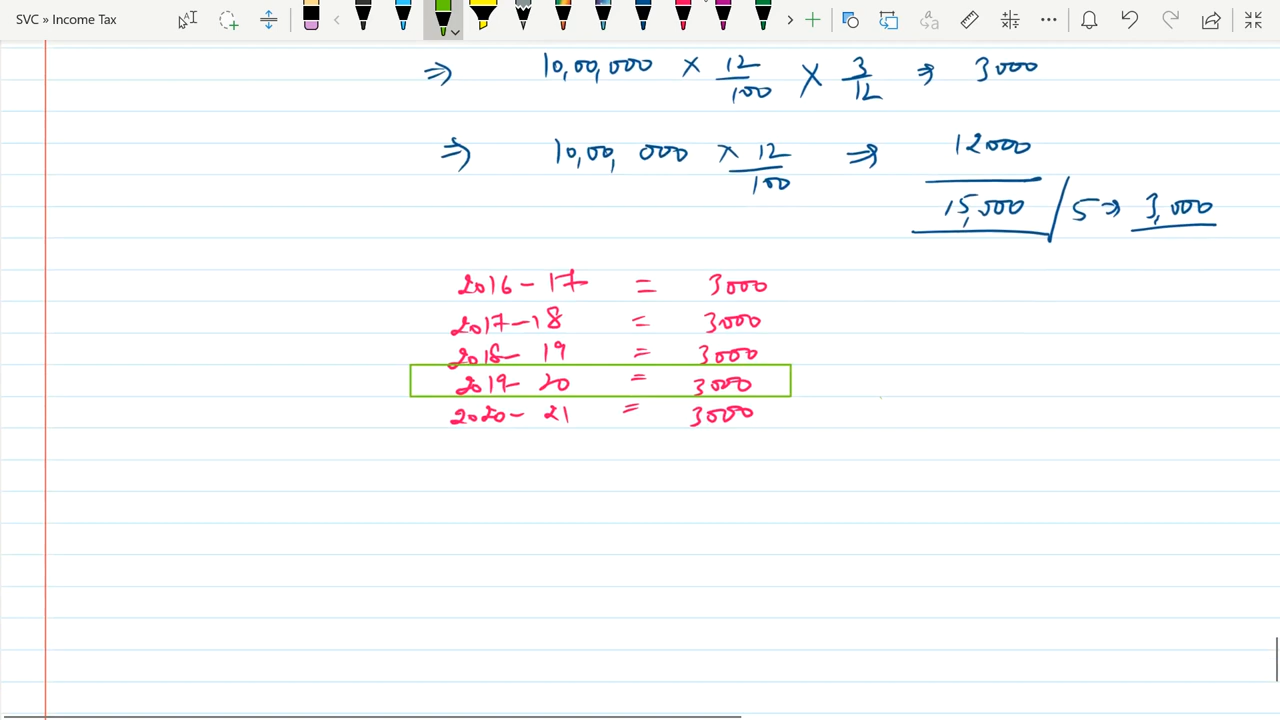 SVC » Income Tax
⇒ 10,00,000 × 12/100 × 3/12 ⇒ 3000
⇒ 10,00,000 × 12/100 ⇒ 12000
15,000 / 5 ⇒ 3,000
2016-17 = 3000
2017-18 = 3000
2018-19 = 3000
2019-20 = 3000
2020-21 = 3000